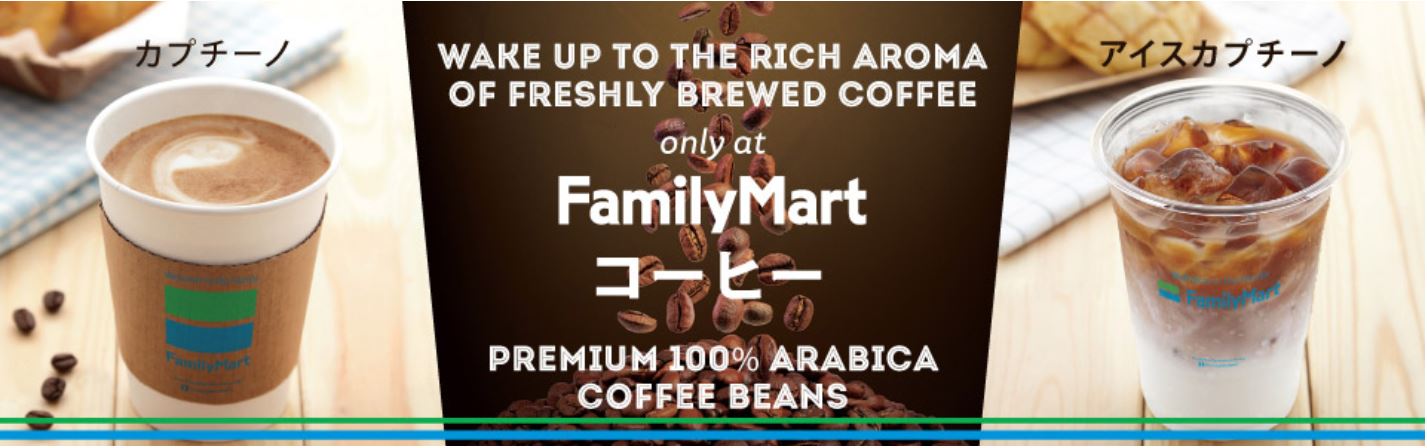 カプチーノ
WAKE UP TO THE RICH AROMA
OF FRESHLY BREWED COFFEE
only at
FamilyMart
コーヒー
PREMIUM 100% ARABICA
COFFEE BEANS
アイスカプチーノ
FamilyMart
FamilyMart